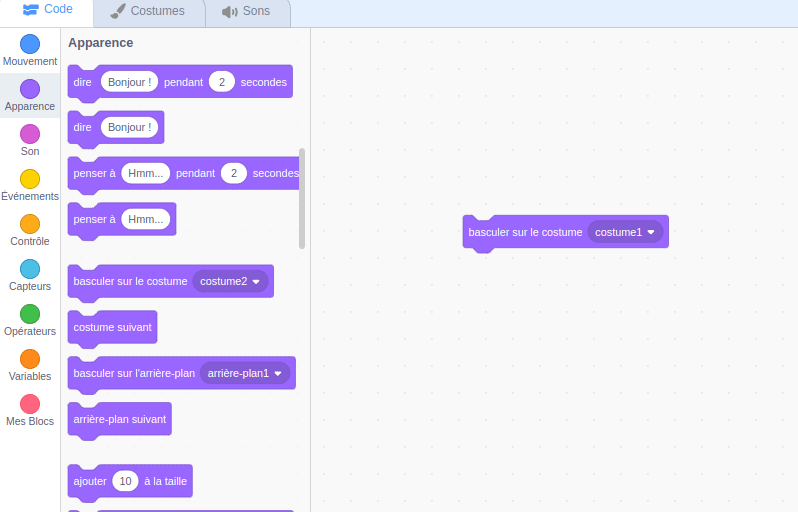 Code
Costumes
Sons
Mouvement
Apparence
Son
Événements
Contrôle
Capteurs
Opérateurs
Variables
Mes Blocs
Apparence
dire Bonjour ! pendant 2 secondes
dire Bonjour !
penser à Hmm... pendant 2 secondes
penser à Hmm...
basculer sur le costume costume2
costume suivant
basculer sur l'arrière-plan arrière-plan1
arrière-plan suivant
ajouter 10 à la taille
basculer sur le costume costume1